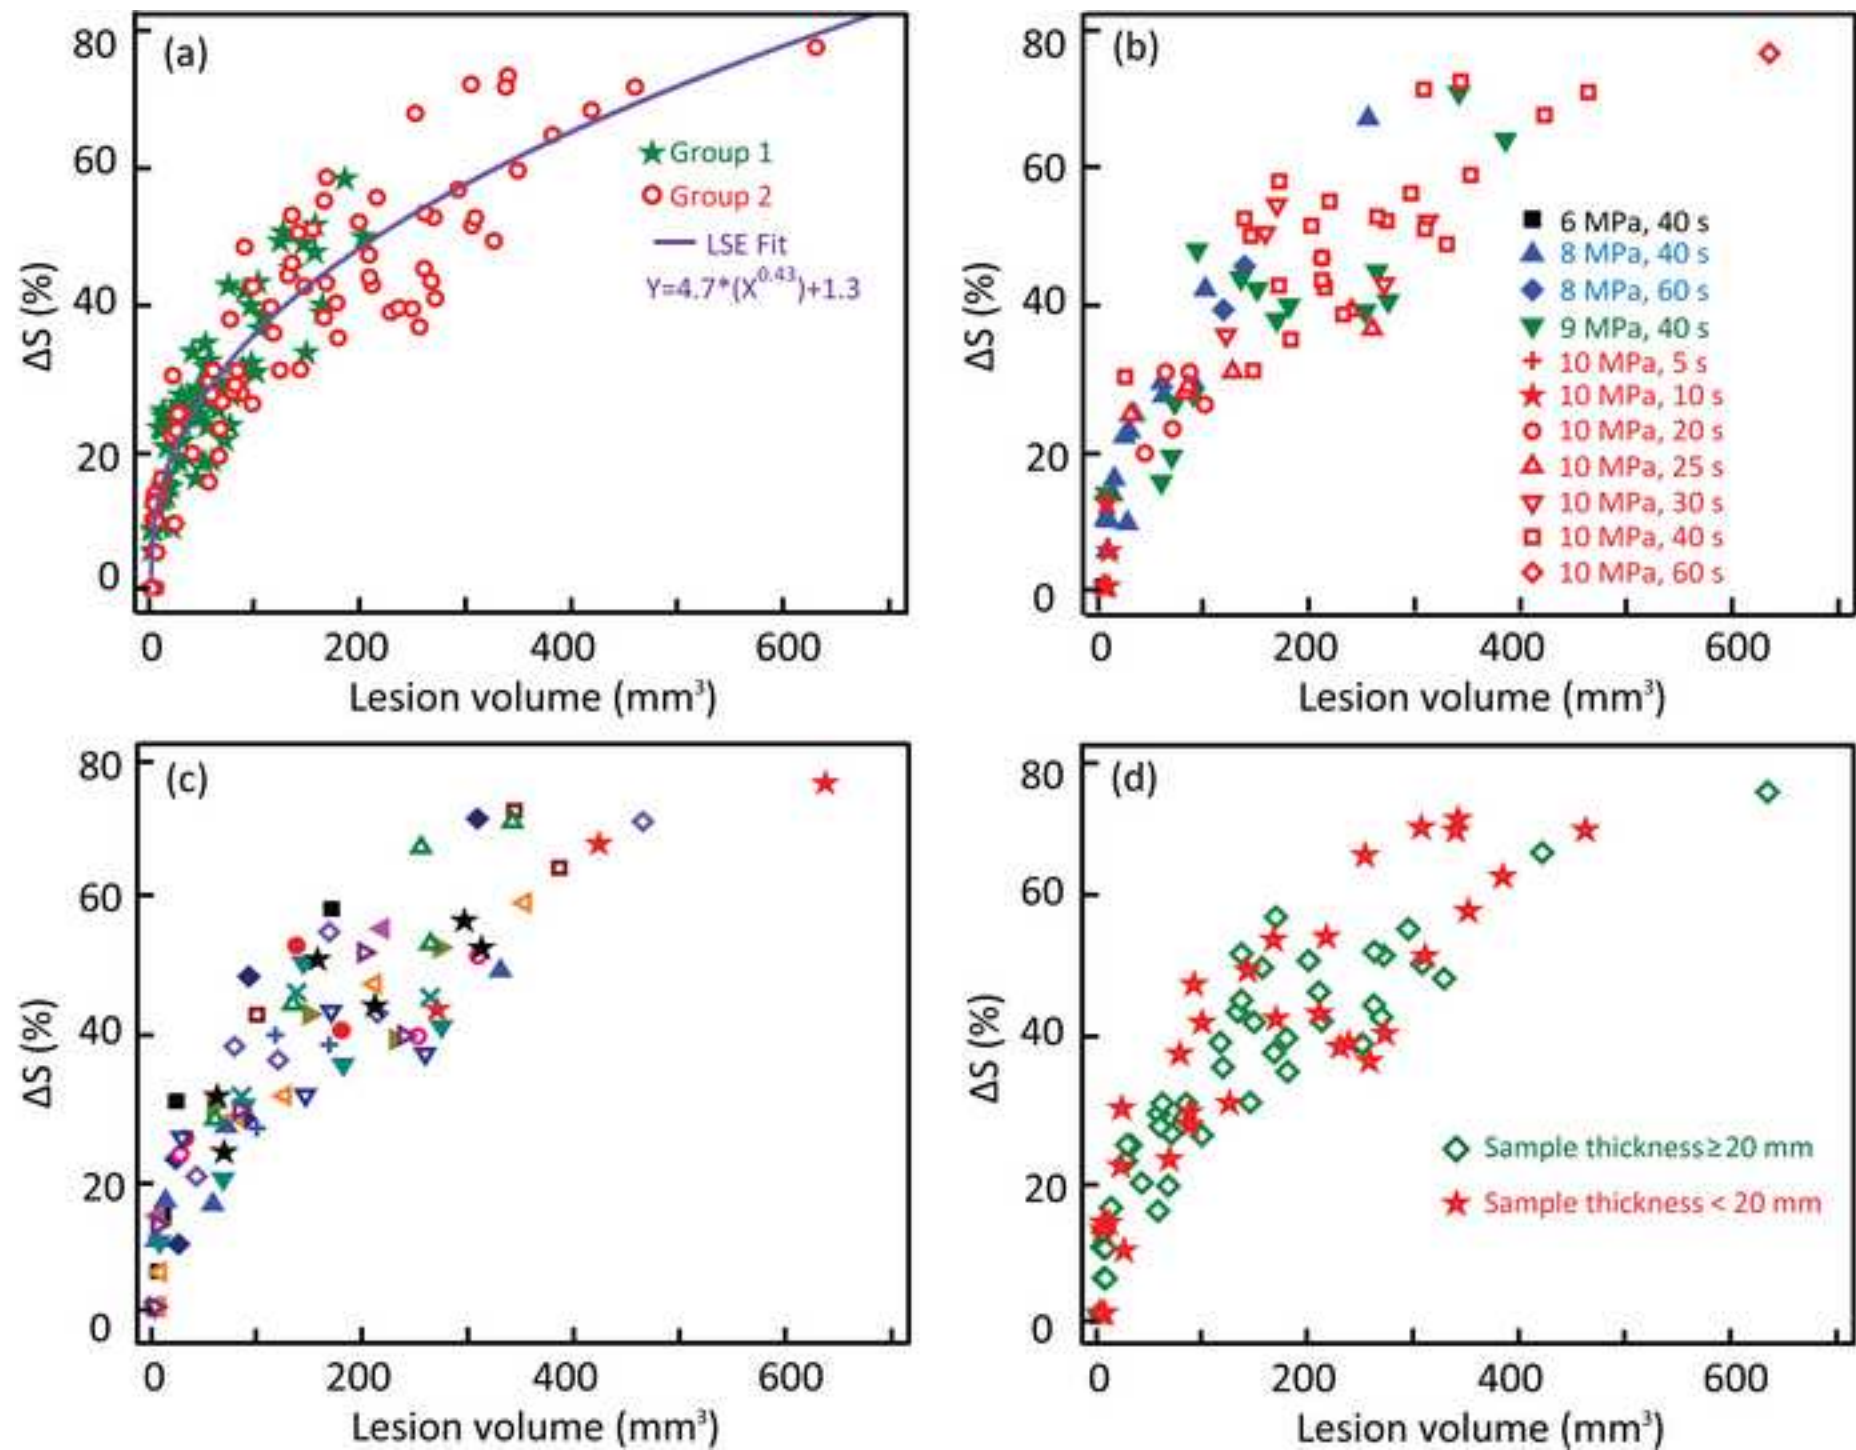 (a)
80
60
40
20
0
ΔS (%)
Group 1
Group 2
LSE Fit
Y=4.7*(X^0.43)+1.3
0 200 400 600
Lesion volume (mm³)
(b)
80
60
40
20
0
ΔS (%)
6 MPa, 40 s
8 MPa, 40 s
8 MPa, 60 s
9 MPa, 40 s
10 MPa, 5 s
10 MPa, 10 s
10 MPa, 20 s
10 MPa, 25 s
10 MPa, 30 s
10 MPa, 40 s
10 MPa, 60 s
0 200 400 600
Lesion volume (mm³)
(c)
80
60
40
20
0
ΔS (%)
0 200 400 600
Lesion volume (mm³)
(d)
80
60
40
20
0
ΔS (%)
Sample thickness≥20 mm
Sample thickness < 20 mm
0 200 400 600
Lesion volume (mm³)